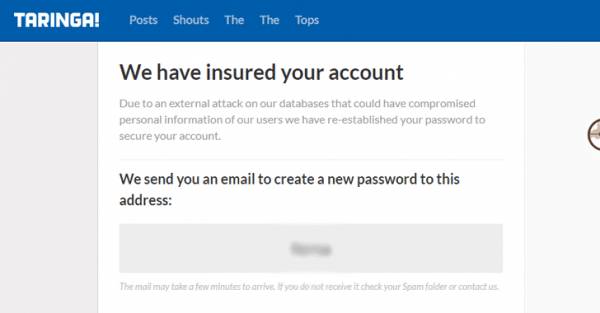 TARINGA! Posts Shouts The The Tops
We have insured your account
Due to an external attack on our databases that could have compromised
personal information of our users we have re-established your password to
secure your account.
We send you an email to create a new password to this
address:
The mail may take a few minutes to arrive. If you do not receive it check your Spam folder or contact us.